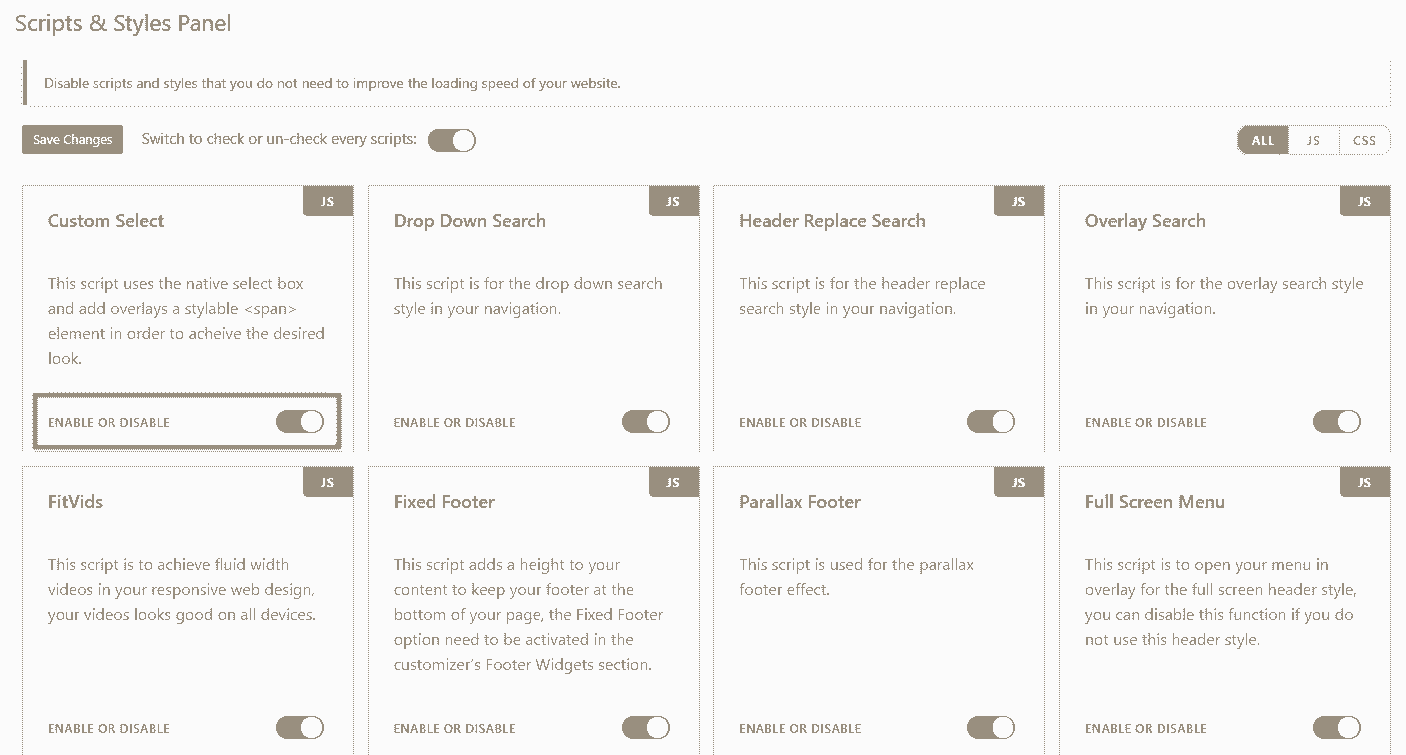 Scripts & Styles Panel
Disable scripts and styles that you do not need to improve the loading speed of your website.
Save Changes
Switch to check or un-check every scripts:
ALL
JS
CSS
JS
Custom Select
This script uses the native select box
and add overlays a stylable <span>
element in order to acheive the desired
look.
ENABLE OR DISABLE
JS
Drop Down Search
This script is for the drop down search
style in your navigation.
ENABLE OR DISABLE
JS
Header Replace Search
This script is for the header replace
search style in your navigation.
ENABLE OR DISABLE
JS
Overlay Search
This script is for the overlay search style
in your navigation.
ENABLE OR DISABLE
JS
FitVids
This script is to achieve fluid width
videos in your responsive web design,
your videos looks good on all devices.
ENABLE OR DISABLE
JS
Fixed Footer
This script adds a height to your
content to keep your footer at the
bottom of your page, the Fixed Footer
option need to be activated in the
customizer's Footer Widgets section.
ENABLE OR DISABLE
JS
Parallax Footer
This script is used for the parallax
footer effect.
ENABLE OR DISABLE
JS
Full Screen Menu
This script is to open your menu in
overlay for the full screen header style,
you can disable this function if you do
not use this header style.
ENABLE OR DISABLE